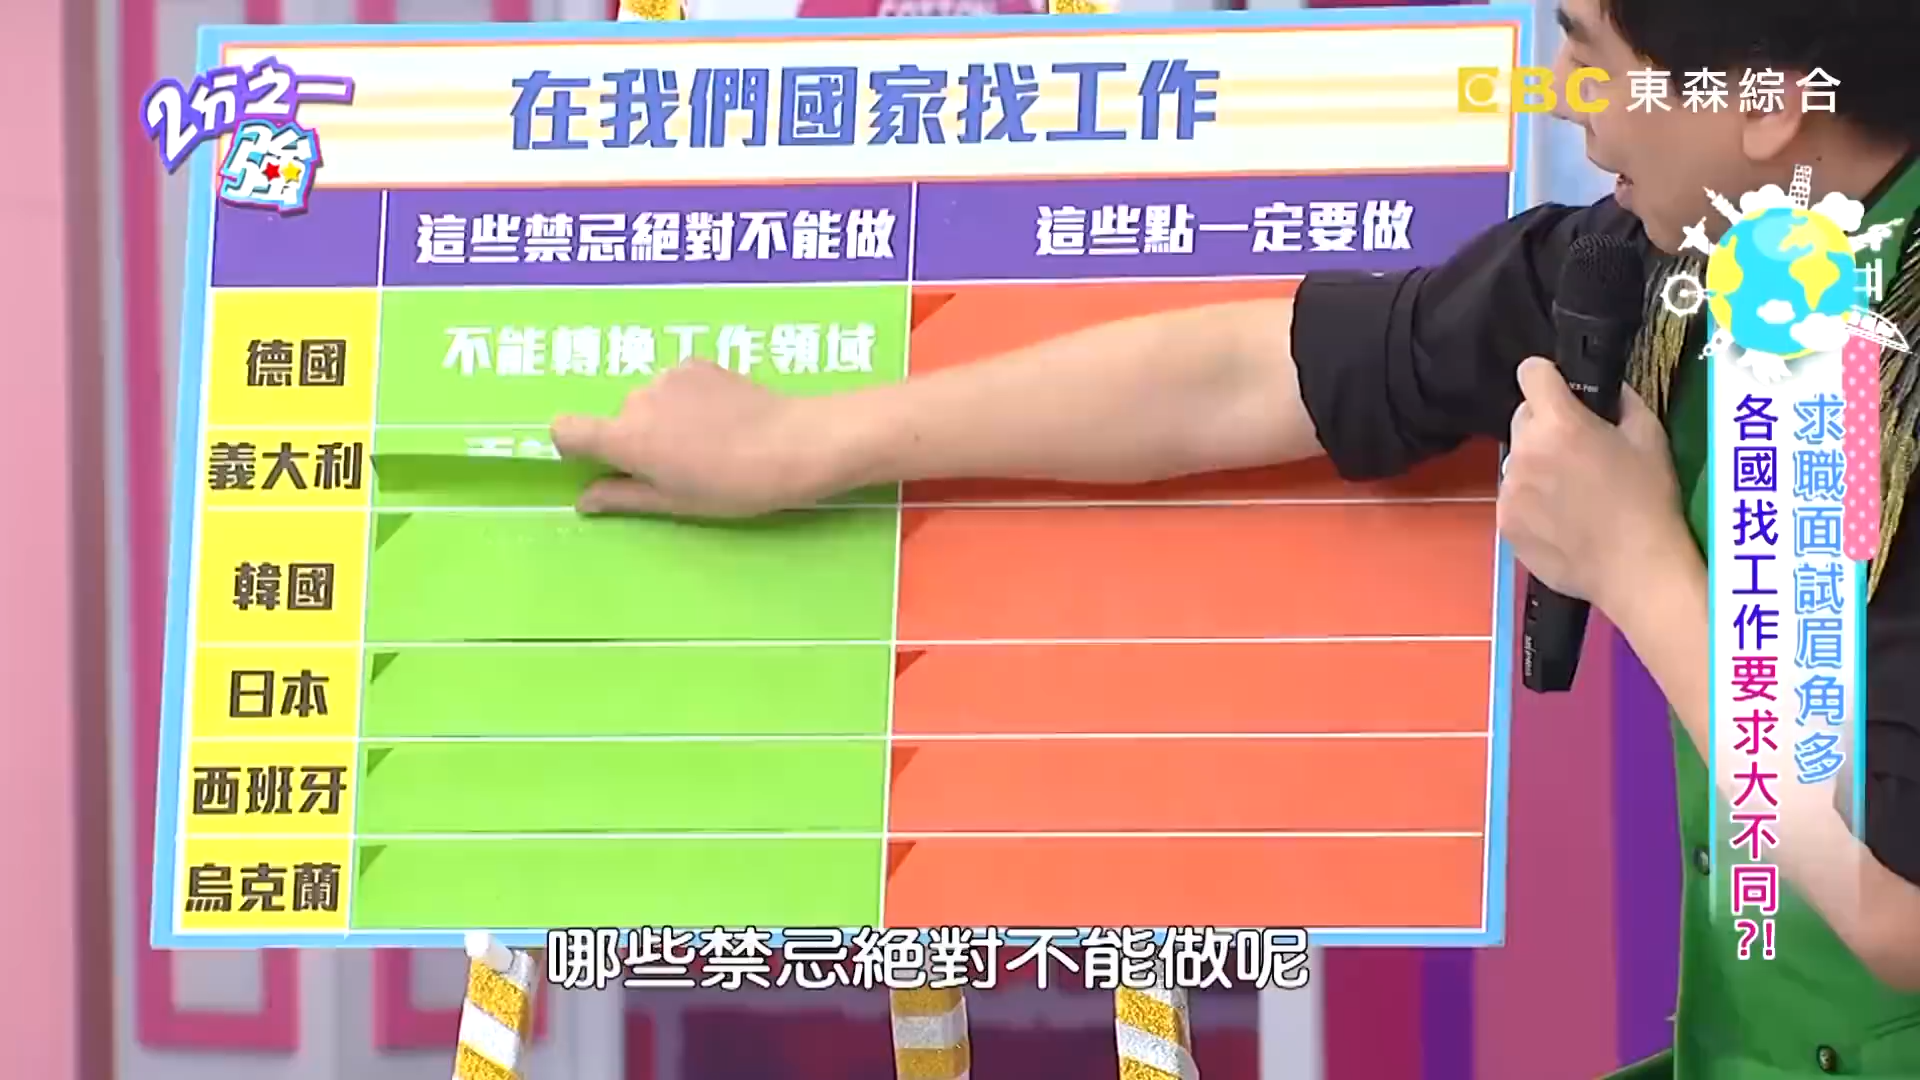 COTTON
2分之一強
EBC 東森綜合
在我們國家找工作
這些禁忌絕對不能做
這些點一定要做
德國
不能轉換工作領域
義大利
韓國
日本
西班牙
烏克蘭
求職面試眉角多
各國找工作要求大不同?!
哪些禁忌絕對不能做呢